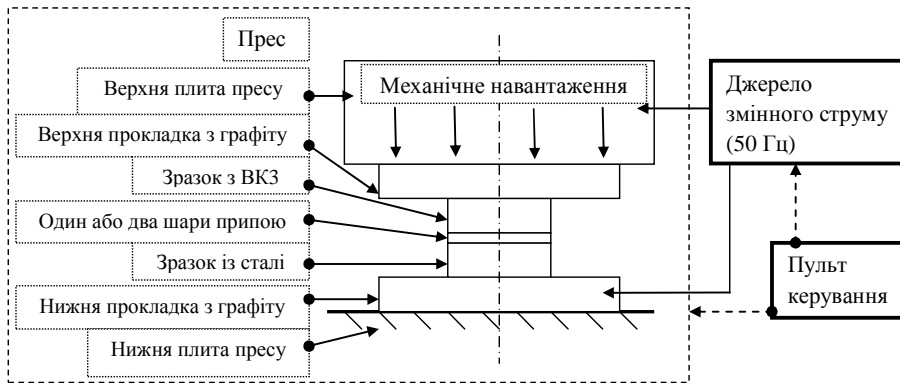 Прес
Верхня плита пресу
Верхня прокладка з графіту
Зразок з ВК3
Один або два шари припою
Зразок із сталі
Нижня прокладка з графіту
Нижня плита пресу
Механічне навантаження
Джерело
змінного струму
(50 Гц)
Пульт
керування